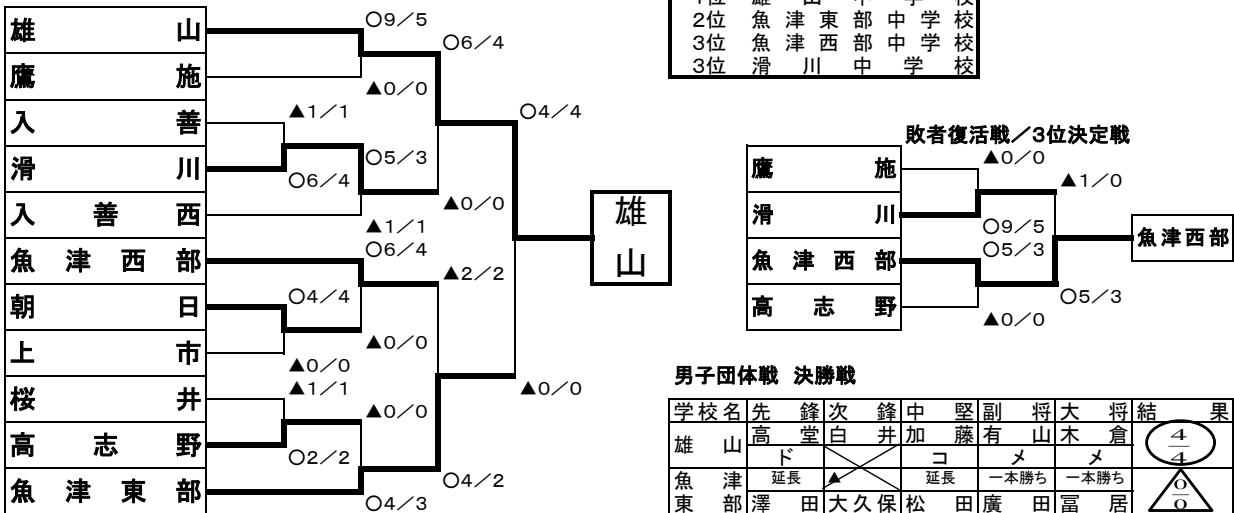 雄山
鷹施
入善
滑川
入善西
魚津西部
朝日
上市
桜井
高志野
魚津東部
○9/5
▲0/0
▲1/1
○6/4
○5/3
▲1/1
○6/4
○4/4
▲0/0
▲0/0
▲1/1
○2/2
▲0/0
○4/3
○6/4
▲0/0
▲2/2
○4/2
○4/4
▲0/0
雄山
1位 雄山中学校
2位 魚津東部中学校
3位 魚津西部中学校
3位 滑川中学校
敗者復活戦/3位決定戦
鷹施
滑川
魚津西部
高志野
▲0/0
○9/5
○5/3
▲0/0
▲1/0
○5/3
魚津西部
男子団体戦 決勝戦
学校名 先鋒 次鋒 中堅 副将 大将 結果
雄山 高堂 白井 加藤 有山 木倉 4/4
ド コ メ メ
延長 ▲ 延長 一本勝ち 一本勝ち
魚津東部 澤田 大久保 松田 廣田 冨居 0/0